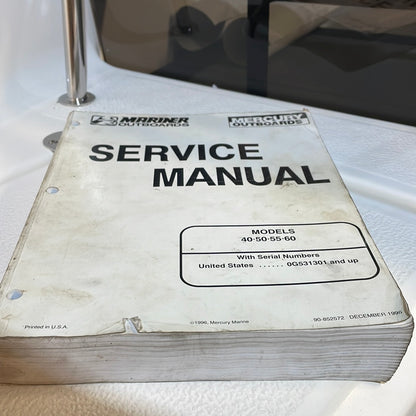 MARINER OUTBOARDS
MERCURY OUTBOARDS
SERVICE
MANUAL
MODELS
40-50-55-60
With Serial Numbers
United States ...... 0G531301 and up
Printed in U.S.A.
©1996, Mercury Marine
90-852572 DECEMBER 1996